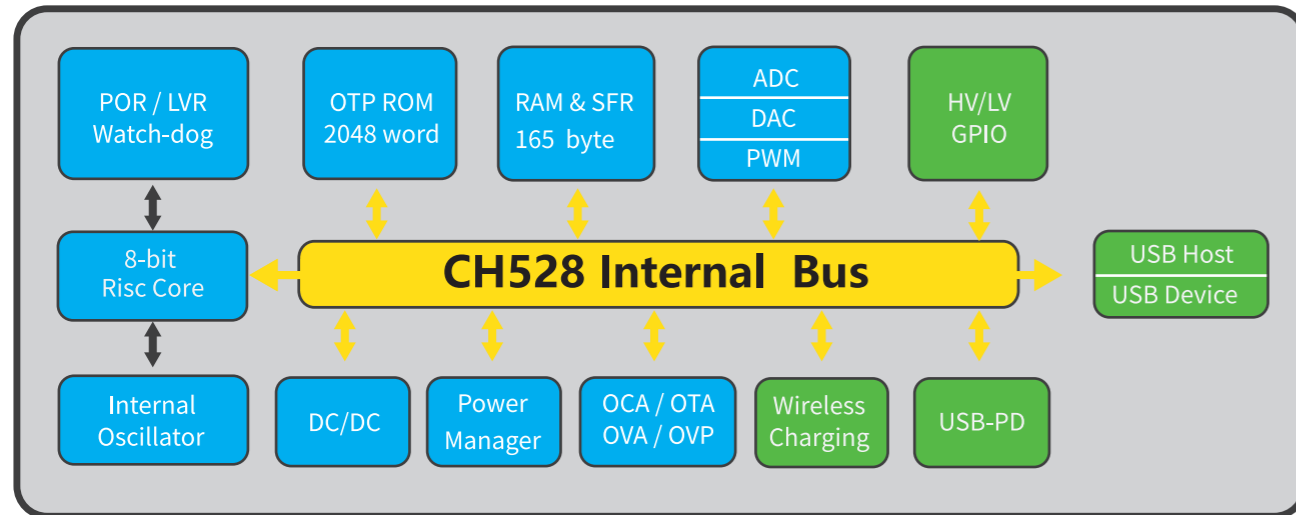 POR / LVR
Watch-dog
OTP ROM
2048 word
RAM & SFR
165 byte
ADC
DAC
PWM
HV/LV
GPIO
8-bit
Risc Core
CH528 Internal Bus
USB Host
USB Device
Internal
Oscillator
DC/DC
Power
Manager
OCA / OTA
OVA / OVP
Wireless
Charging
USB-PD